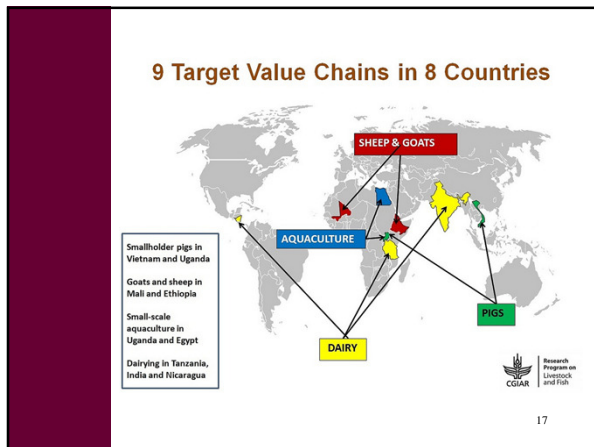 9 Target Value Chains in 8 Countries
SHEEP & GOATS
AQUACULTURE
Smallholder pigs in
Vietnam and Uganda
Goats and sheep in
Mali and Ethiopia
Small-scale
aquaculture in
Uganda and Egypt
Dairying in Tanzania,
India and Nicaragua
PIGS
DAIRY
CGIAR
Research
Program on
Livestock
and Fish
17